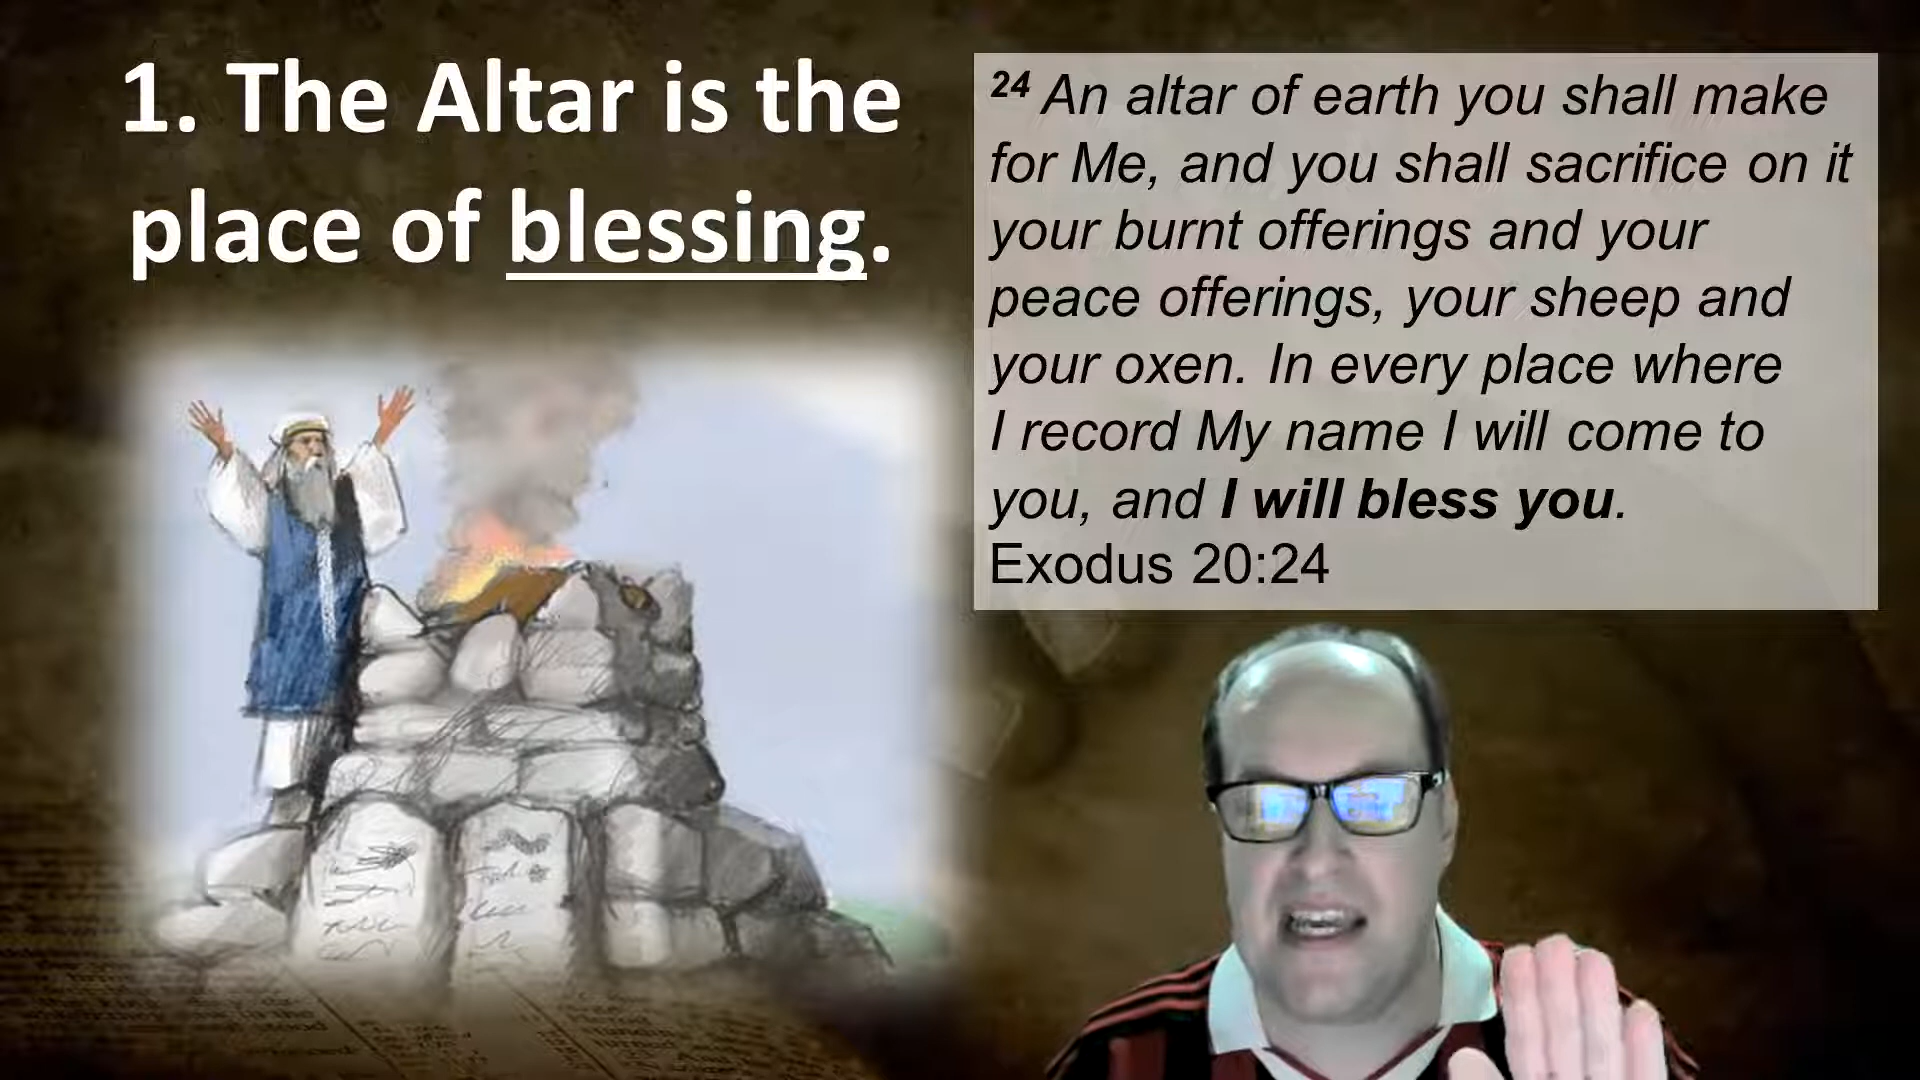 1. The Altar is the
place of blessing.
24 An altar of earth you shall make
for Me, and you shall sacrifice on it
your burnt offerings and your
peace offerings, your sheep and
your oxen. In every place where
I record My name I will come to
you, and I will bless you.
Exodus 20:24